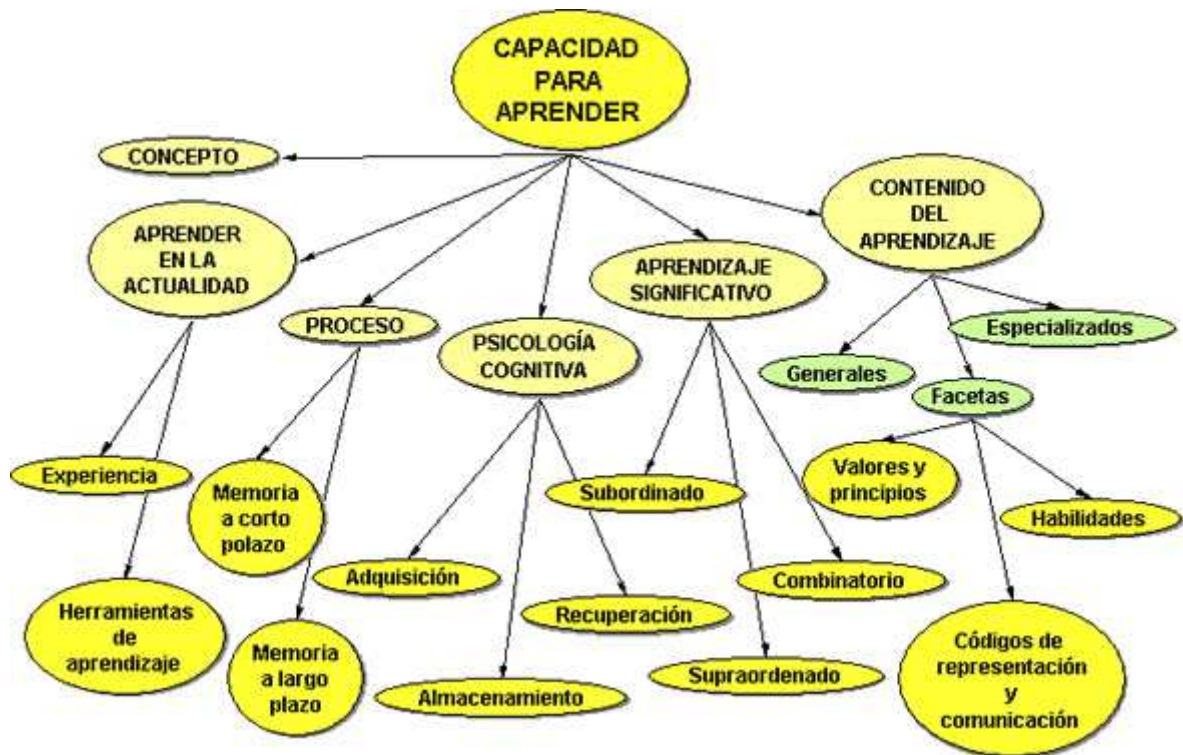 CAPACIDAD
PARA
APRENDER
CONCEPTO
APRENDER
EN LA
ACTUALIDAD
PROCESO
PSICOLOGÍA
COGNITIVA
APRENDIZAJE
SIGNIFICATIVO
CONTENIDO
DEL
APRENDIZAJE
Generales
Especializados
Facetas
Experiencia
Herramientas
de
aprendizaje
Memoria
a corto
polazo
Memoria
a largo
plazo
Adquisición
Almacenamiento
Recuperación
Subordinado
Supraordenado
Combinatorio
Valores y
principios
Códigos de
representación
y
comunicación
Habilidades